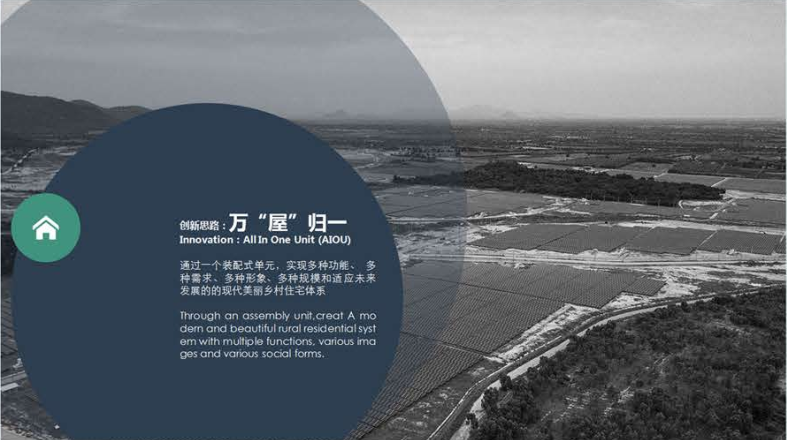 创新思路：万“屋”归一
Innovation : All In One Unit (AIOU)
通过一个装配式单元，实现多种功能、 多
种需求、多种形象、多种规模和适应未来
发展的的现代美丽乡村住宅体系
Through an assembly unit,creat A mo
dern and beautiful rural residential syst
em with multiple functions, various ima
ges and various social forms.